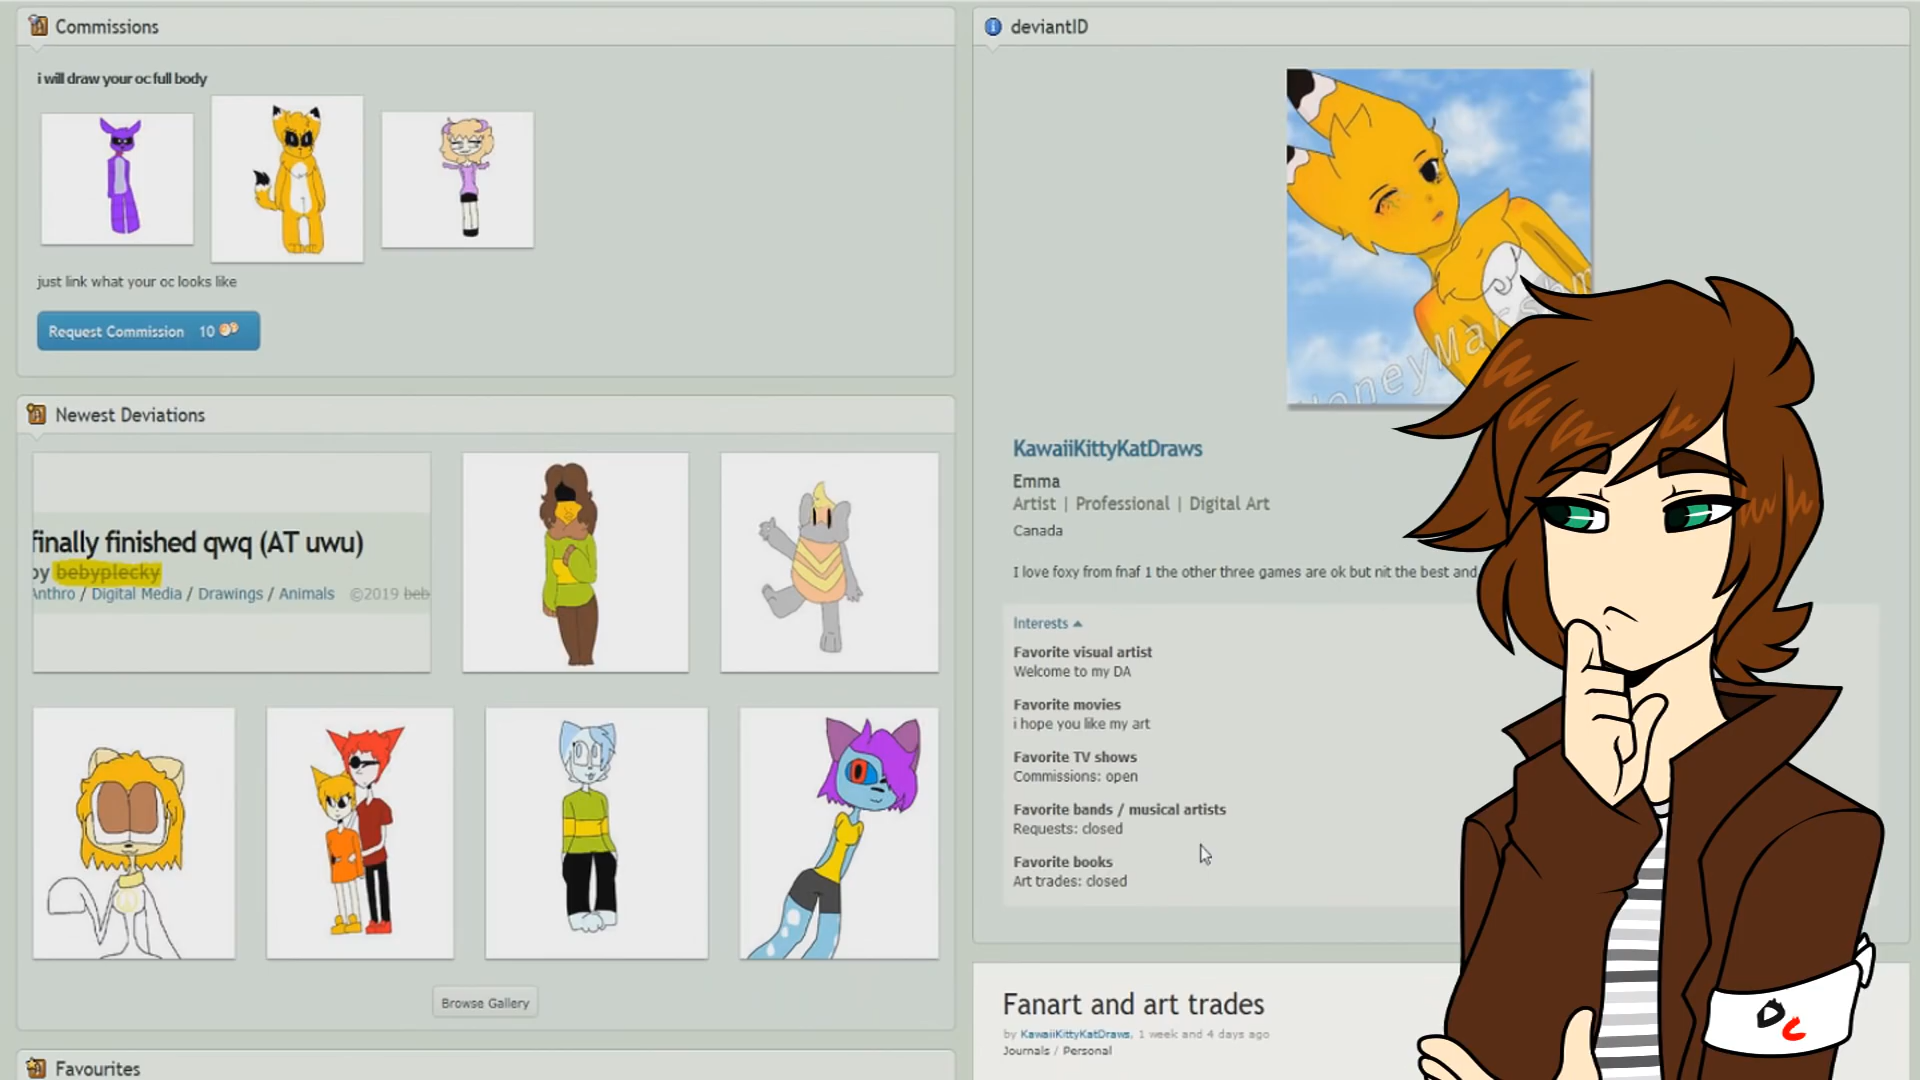 Commissions
i will draw your oc full body
just link what your oc looks like
Request Commission 10
Newest Deviations
finally finished qwq (AT uwu)
by bebyplecky
Anthro / Digital Media / Drawings / Animals ©2019 beb
Browse Gallery
Favourites
deviantID
KawaiiKittyKatDraws
Emma
Artist | Professional | Digital Art
Canada
I love foxy from fnaf 1 the other three games are ok but nit the best and
Interests
Favorite visual artist
Welcome to my DA
Favorite movies
i hope you like my art
Favorite TV shows
Commissions: open
Favorite bands / musical artists
Requests: closed
Favorite books
Art trades: closed
Fanart and art trades
by KawaiiKittyKatDraws, 1 week and 4 days ago
Journals / Personal
DC